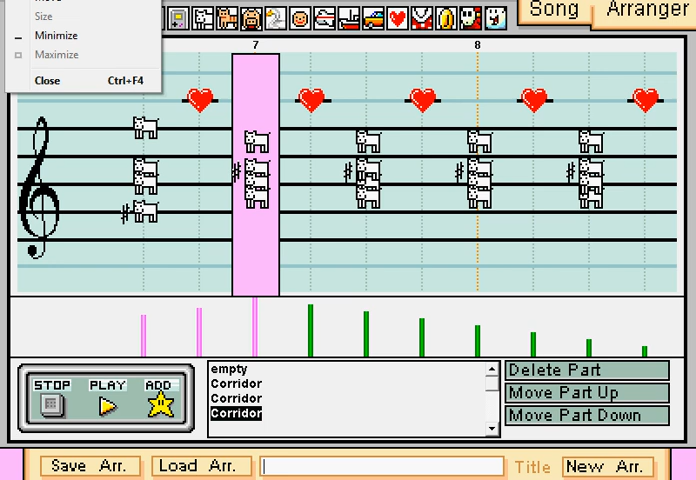 Song
Arranger
Size
Minimize
Maximize
Close Ctrl+F4
7
8
STOP PLAY ADD
empty
Corridor
Corridor
Corridor
Delete Part
Move Part Up
Move Part Down
Save Arr.
Load Arr.
Title
New Arr.